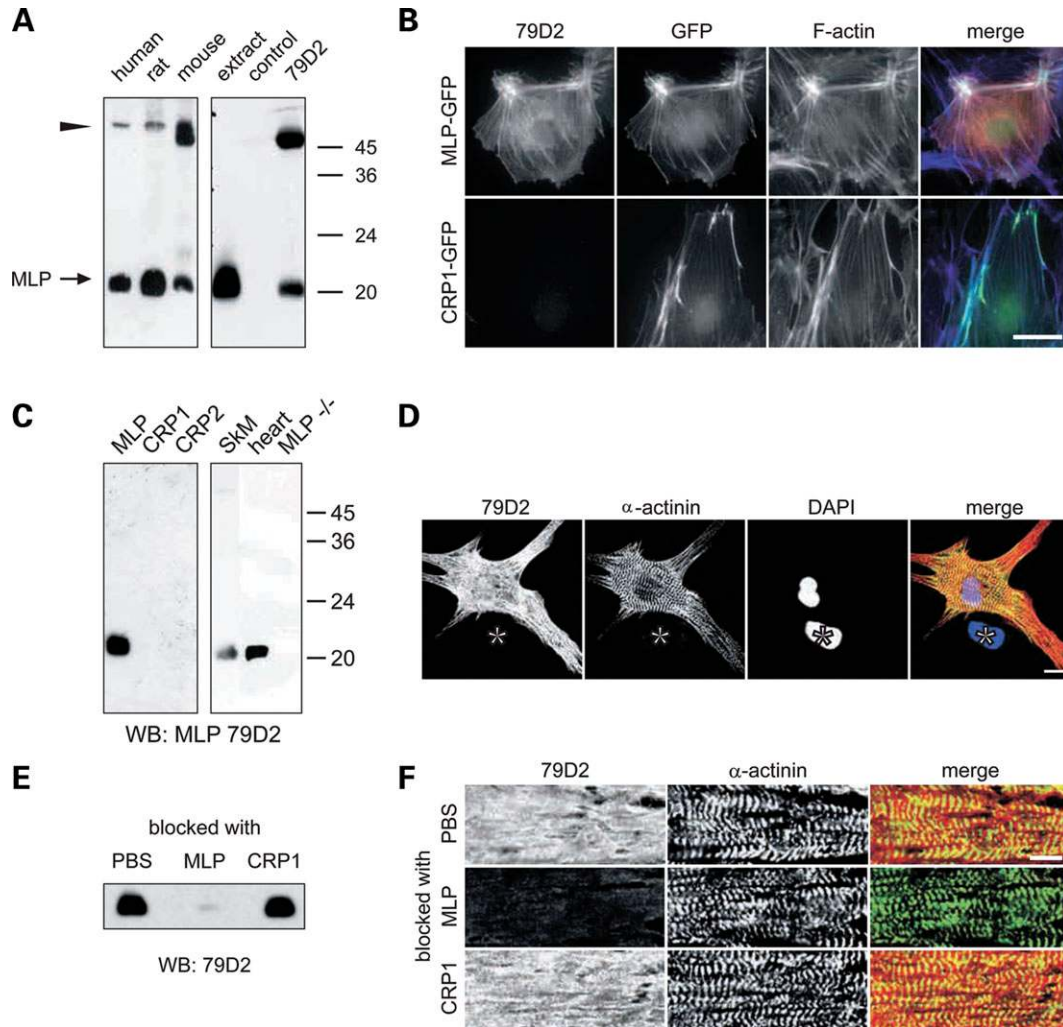 A
human rat mouse extract control 79D2
45
36
24
MLP
20
B
79D2 GFP F-actin merge
MLP-GFP
CRP1-GFP
C
MLP CRP1 CRP2 SkM heart MLP -/-
45
36
24
20
WB: MLP 79D2
D
79D2 α-actinin DAPI merge
* * * *
E
blocked with
PBS MLP CRP1
WB: 79D2
F
79D2 α-actinin merge
blocked with
PBS
MLP
CRP1